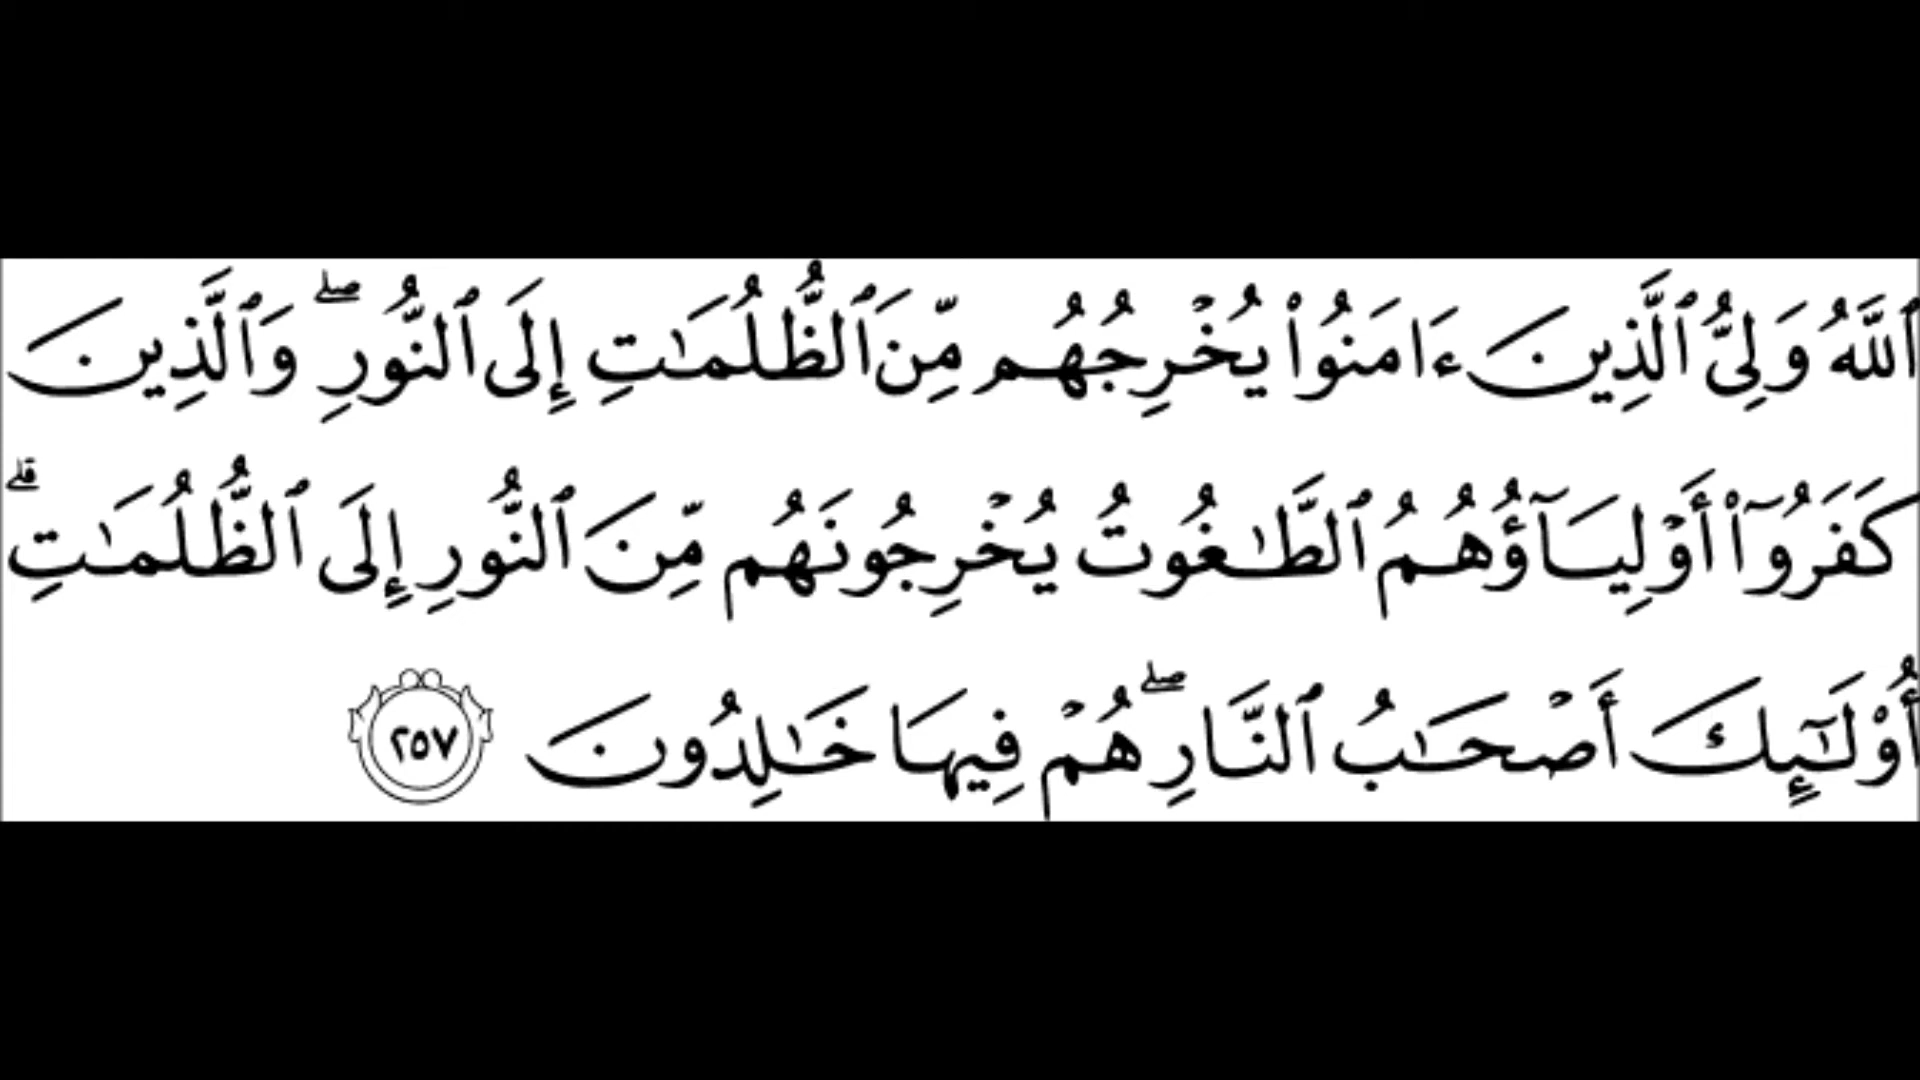 ٱللَّهُ وَلِىُّ ٱلَّذِينَ ءَامَنُوا۟ يُخْرِجُهُم مِّنَ ٱلظُّلُمَـٰتِ إِلَى ٱلنُّورِ ۖ وَٱلَّذِينَ
كَفَرُوٓا۟ أَوْلِيَآؤُهُمُ ٱلطَّـٰغُوتُ يُخْرِجُونَهُم مِّنَ ٱلنُّورِ إِلَى ٱلظُّلُمَـٰتِ ۗ
أُو۟لَـٰٓئِكَ أَصْحَـٰبُ ٱلنَّارِ ۖ هُمْ فِيهَا خَـٰلِدُونَ ٢٥٧